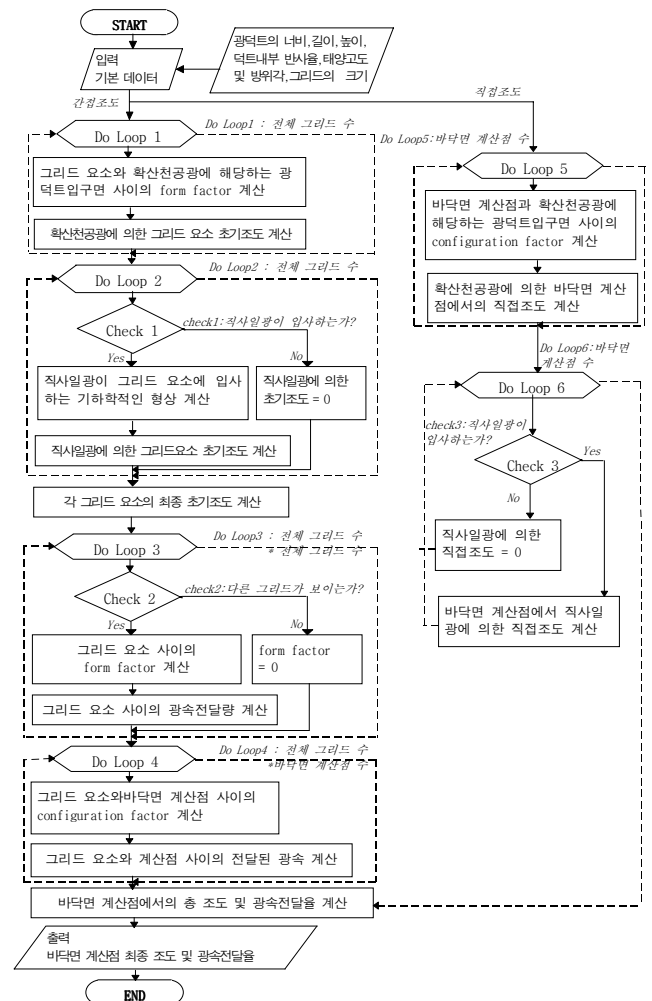 START
입력
기본 데이터
광덕트의 너비,길이,높이,
덕트내부 반사율,태양고도
및 방위각,그리드의 크기
간접조도
직접조도
Do Loop1 : 전체 그리드 수
Do Loop 1
그리드 요소와 확산천공광에 해당하는 광
덕트입구면 사이의 form factor 계산
확산천공광에 의한 그리드 요소 초기조도 계산
Do Loop2 : 전체 그리드 수
Do Loop 2
Check 1
check1:직사일광이 입사하는가?
Yes
No
직사일광이 그리드 요소에 입사
하는 기하학적인 형상 계산
직사일광에 의한
초기조도 = 0
직사일광에 의한 그리드요소 초기조도 계산
각 그리드 요소의 최종 초기조도 계산
Do Loop3 : 전체 그리드 수
* 전체 그리드 수
Do Loop 3
Check 2
check2:다른 그리드가 보이는가?
Yes
No
그리드 요소 사이의
form factor 계산
form factor
= 0
그리드 요소 사이의 광속전달량 계산
Do Loop4 : 전체 그리드 수
*바닥면 계산점 수
Do Loop 4
그리드 요소와바닥면 계산점 사이의
configuration factor 계산
그리드 요소와 계산점 사이의 전달된 광속 계산
바닥면 계산점에서의 총 조도 및 광속전달율 계산
출력
바닥면 계산점 최종 조도 및 광속전달율
END
Do Loop5:바닥면 계산점 수
Do Loop 5
바닥면 계산점과 확산천공광에
해당하는 광덕트입구면 사이의
configuration factor 계산
확산천공광에 의한 바닥면 계산
점에서의 직접조도 계산
Do Loop6:바닥면
계산점 수
Do Loop 6
check3:직사일광이
입사하는가?
Check 3
Yes
No
직사일광에 의한
직접조도 = 0
바닥면 계산점에서 직사일
광에 의한 직접조도 계산